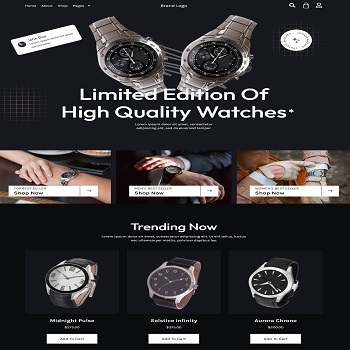 Home About Shop Pages
Brand Logo
John Doe
Limited Edition Of
High Quality Watches*
Lorem ipsum dolor sit amet, consectetur
adipiscing elit, sed do eiusmod tempor.
TOP BEST SELLER
Shop Now
MEN'S BEST SELLER
Shop Now
WOMEN'S BEST SELLER
Shop Now
Trending Now
Lorem ipsum dolor sit amet, consectetur adipiscing elit. Ut elit tellus, luctus
nec ullamcorper mattis, pulvinar dapibus leo.
Midnight Pulse
$375.00
Add To Cart
Solstice Infinity
$375.00
Add To Cart
Aurora Chrono
$250.00
Add To Cart